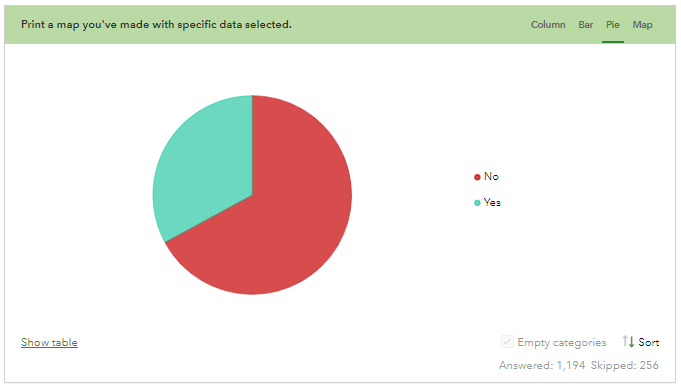 Print a map you've made with specific data selected.
Column Bar Pie Map
No
Yes
Show table
Empty categories Sort
Answered: 1,194 Skipped: 256